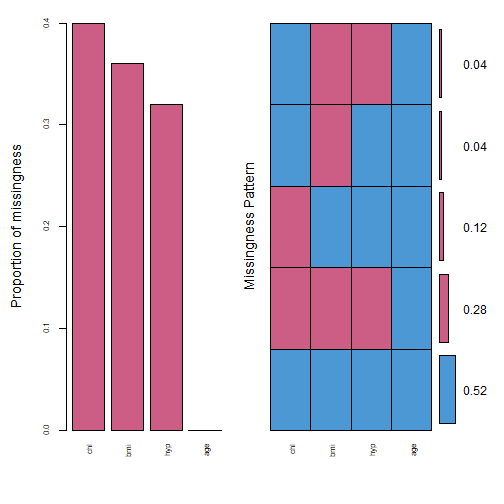 Proportion of missingness
0.4
0.3
0.2
0.1
0.0
chl
bmi
hyp
age
Missingness Pattern
0.04
0.04
0.12
0.28
0.52
chl
bmi
hyp
age